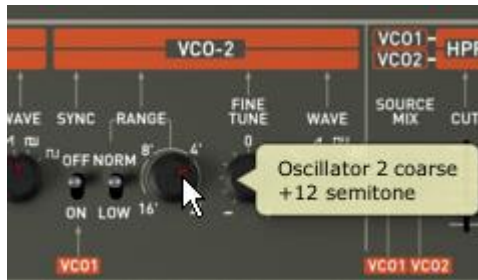 VCO-2
VCO1
VCO2
HPF
WAVE SYNC RANGE FINE TUNE WAVE SOURCE MIX CUT
OFF NORM 8' 4' 0
ON LOW 16'
Oscillator 2 coarse
+12 semitone
VCO1 VCO1 VCO2